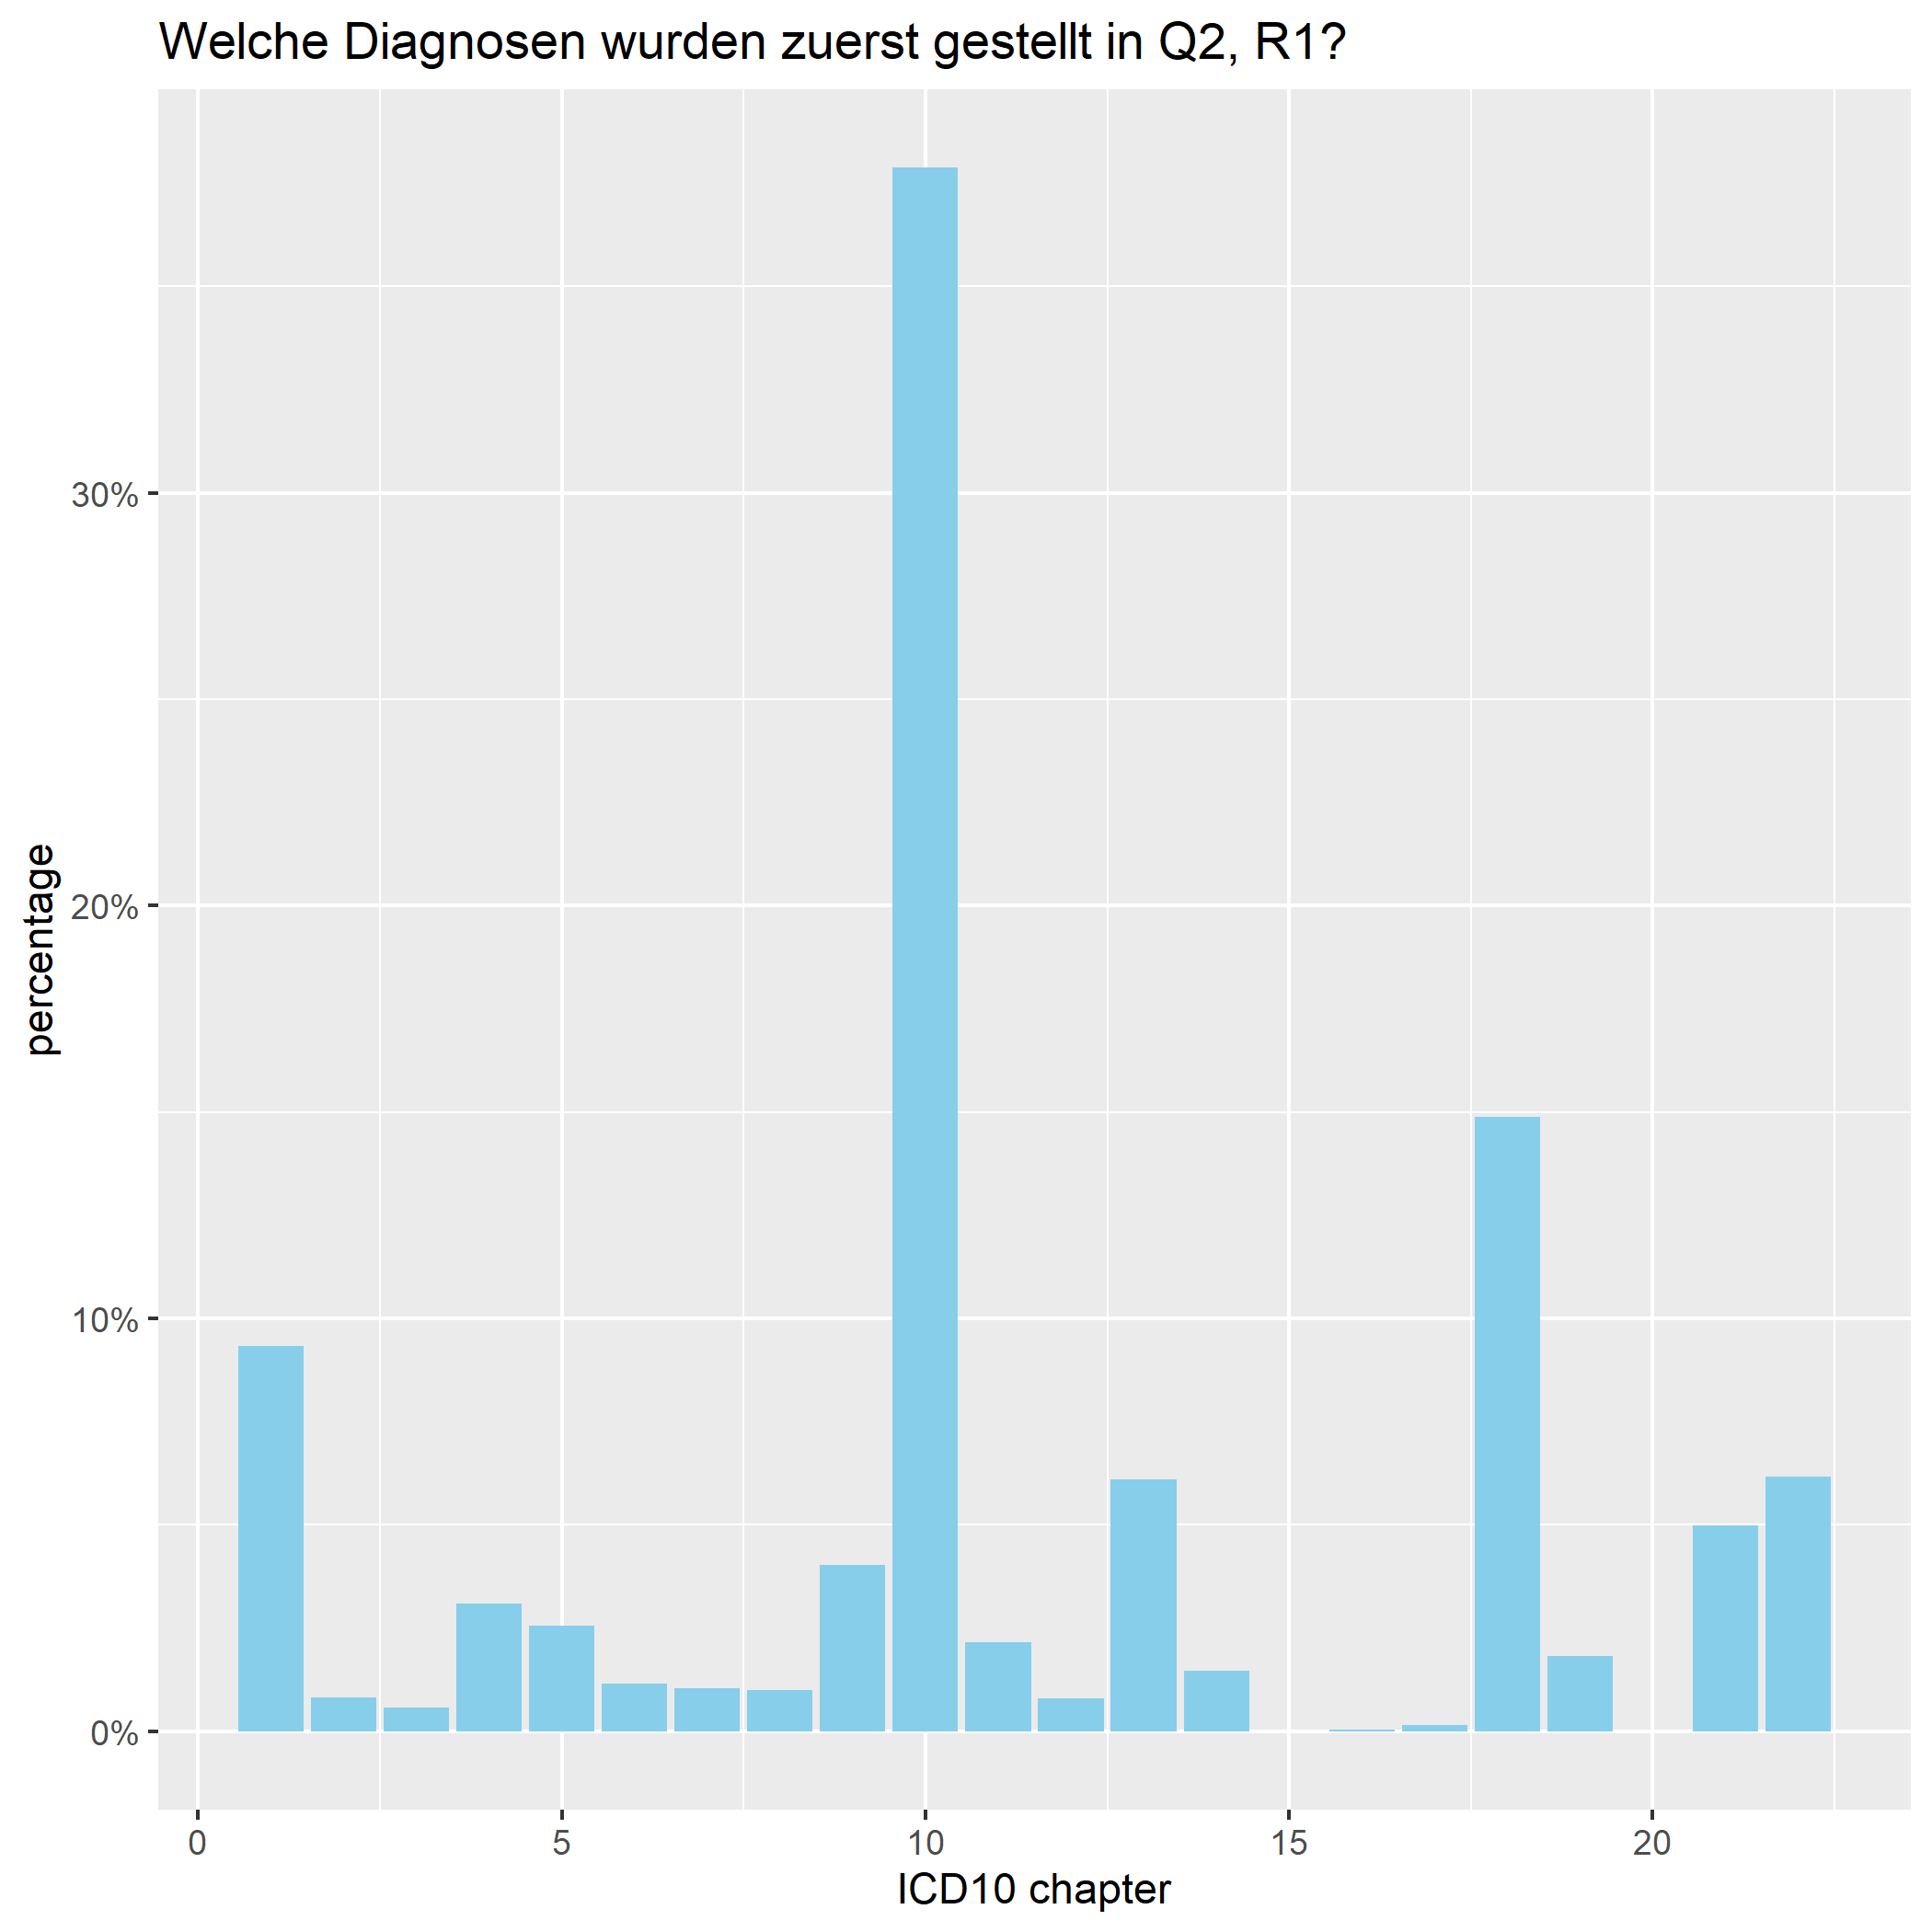 Welche Diagnosen wurden zuerst gestellt in Q2, R1?
percentage
30%
20%
10%
0%
0 5 10 15 20
ICD10 chapter